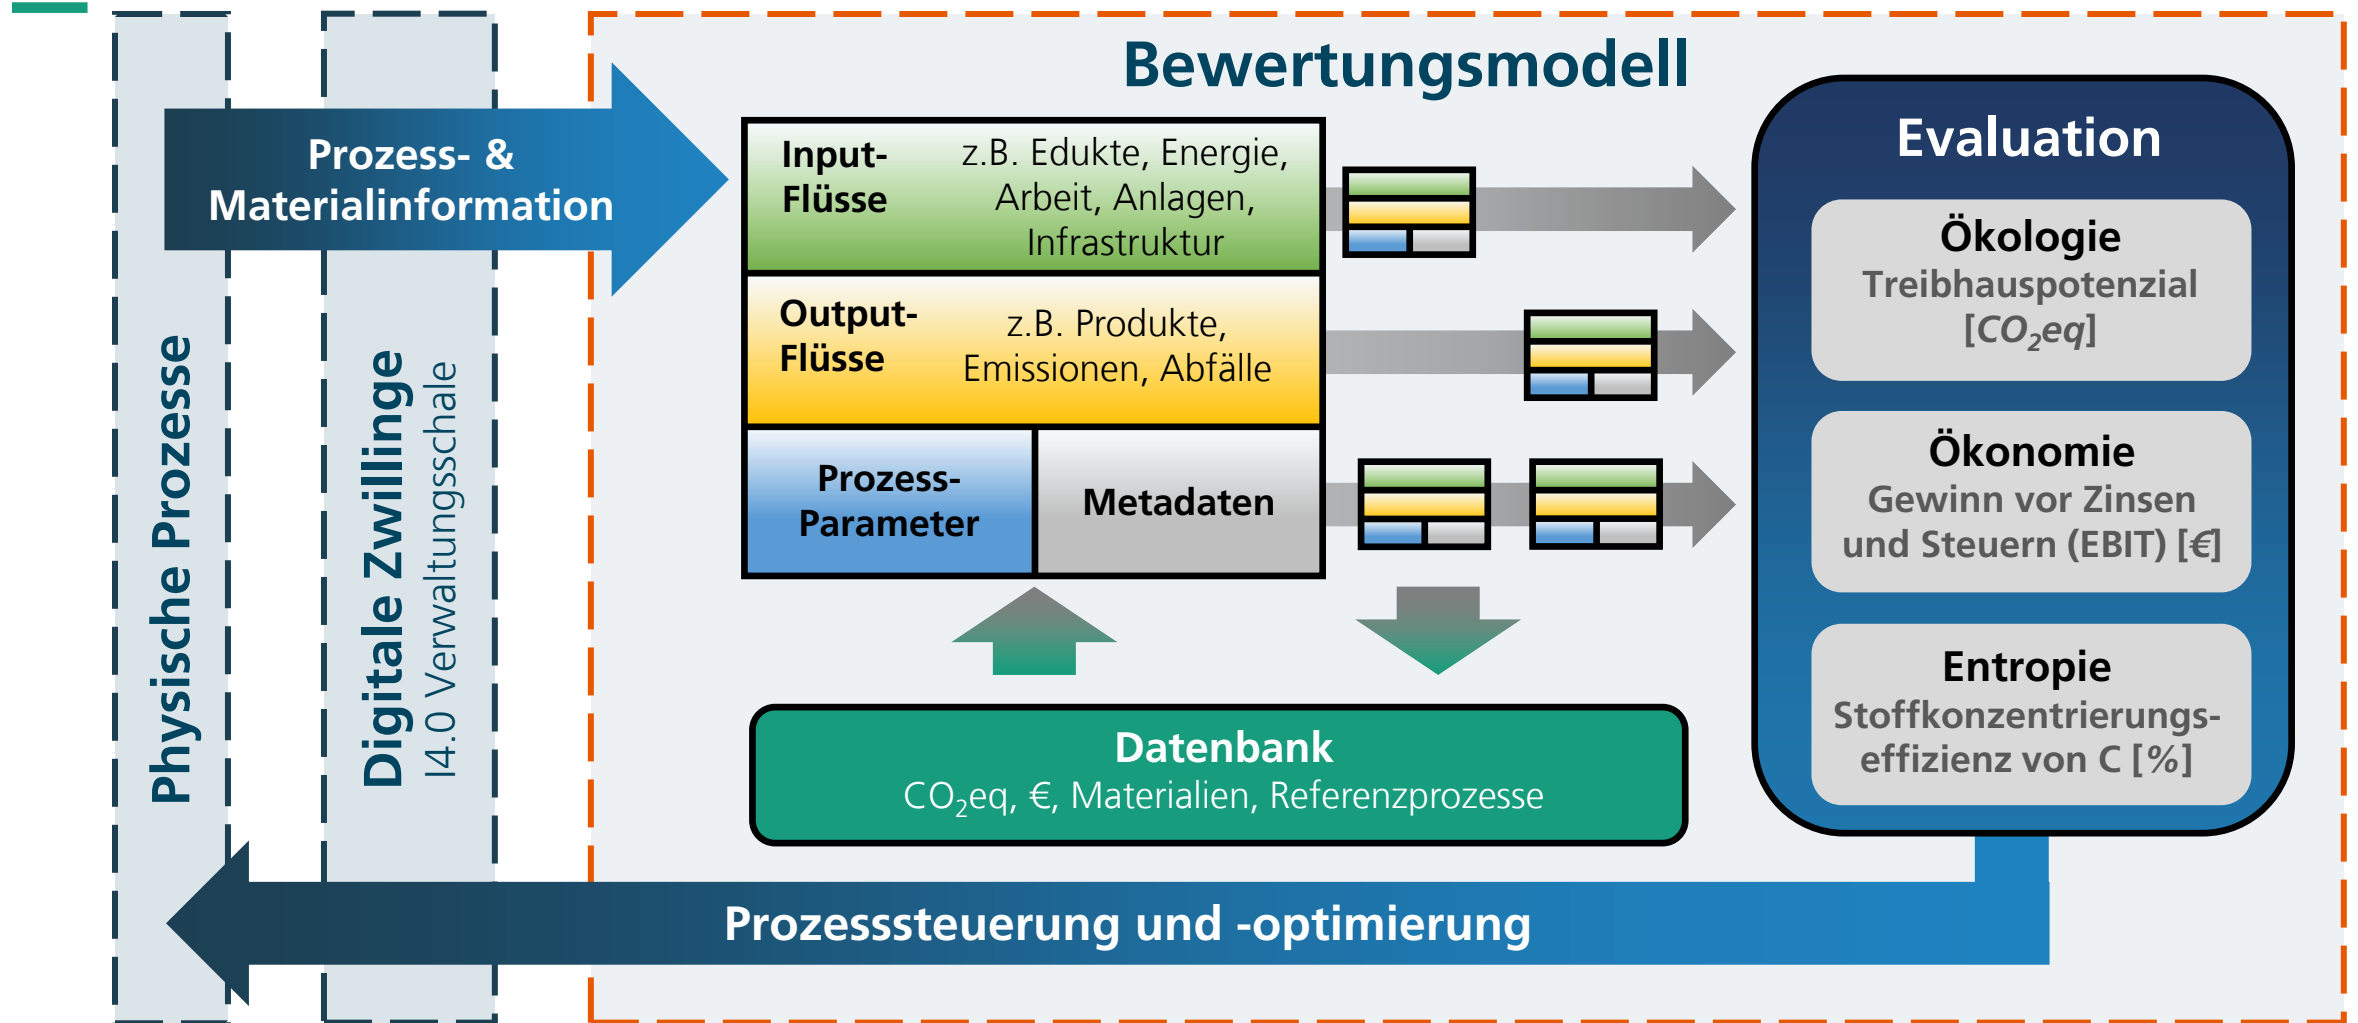 Bewertungsmodell
Physische Prozesse
Digitale Zwillinge
I4.0 Verwaltungsschale
Prozess- &
Materialinformation
Input-
Flüsse
z.B. Edukte, Energie,
Arbeit, Anlagen,
Infrastruktur
Output-
Flüsse
z.B. Produkte,
Emissionen, Abfälle
Prozess-
Parameter
Metadaten
Datenbank
CO₂eq, €, Materialien, Referenzprozesse
Evaluation
Ökologie
Treibhauspotenzial
[CO₂eq]
Ökonomie
Gewinn vor Zinsen
und Steuern (EBIT) [€]
Entropie
Stoffkonzentrierungs-
effizienz von C [%]
Prozesssteuerung und -optimierung